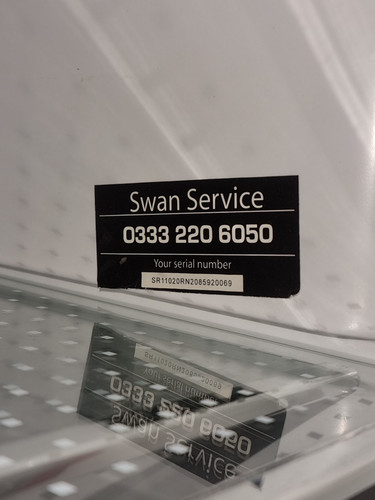 Swan Service
0333 220 6050
Your serial number
SR11020RN2085920069